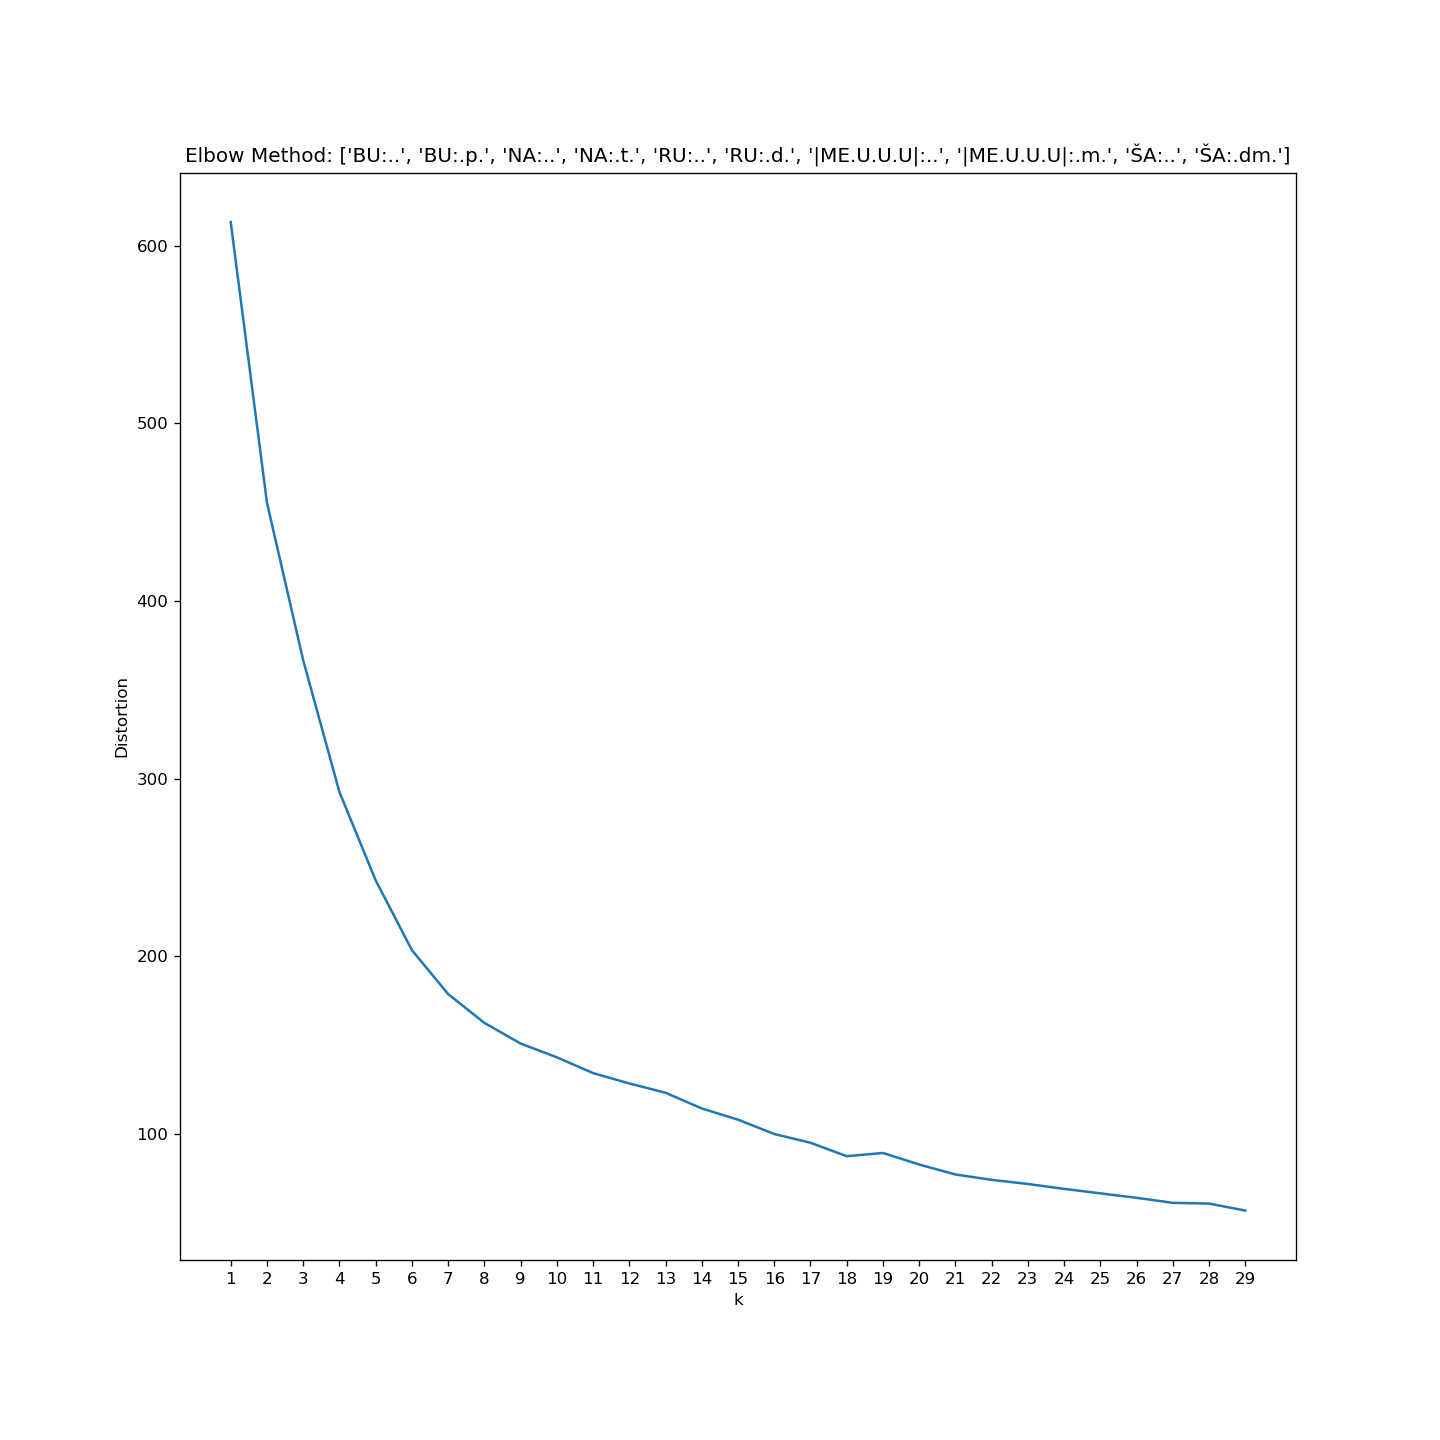 Elbow Method: ['BU:..', 'BU:.p.', 'NA:..', 'NA:.t.', 'RU:..', 'RU:.d.', '|ME.U.U.U|:..', '|ME.U.U.U|:.m.', 'ŠA:..', 'ŠA:.dm.']
600
500
400
300
200
100
Distortion
1 2 3 4 5 6 7 8 9 10 11 12 13 14 15 16 17 18 19 20 21 22 23 24 25 26 27 28 29
k